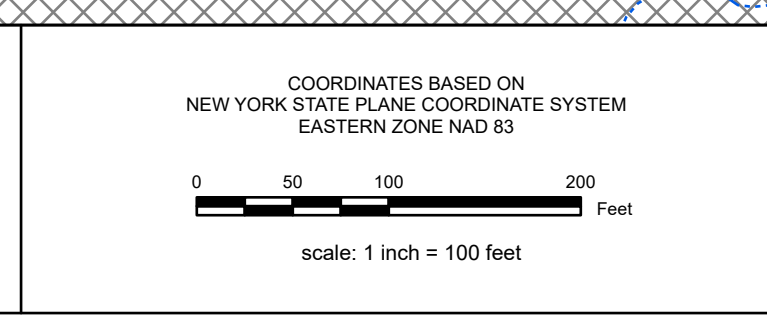 COORDINATES BASED ON
NEW YORK STATE PLANE COORDINATE SYSTEM
EASTERN ZONE NAD 83
0 50 100 200
Feet
scale: 1 inch = 100 feet